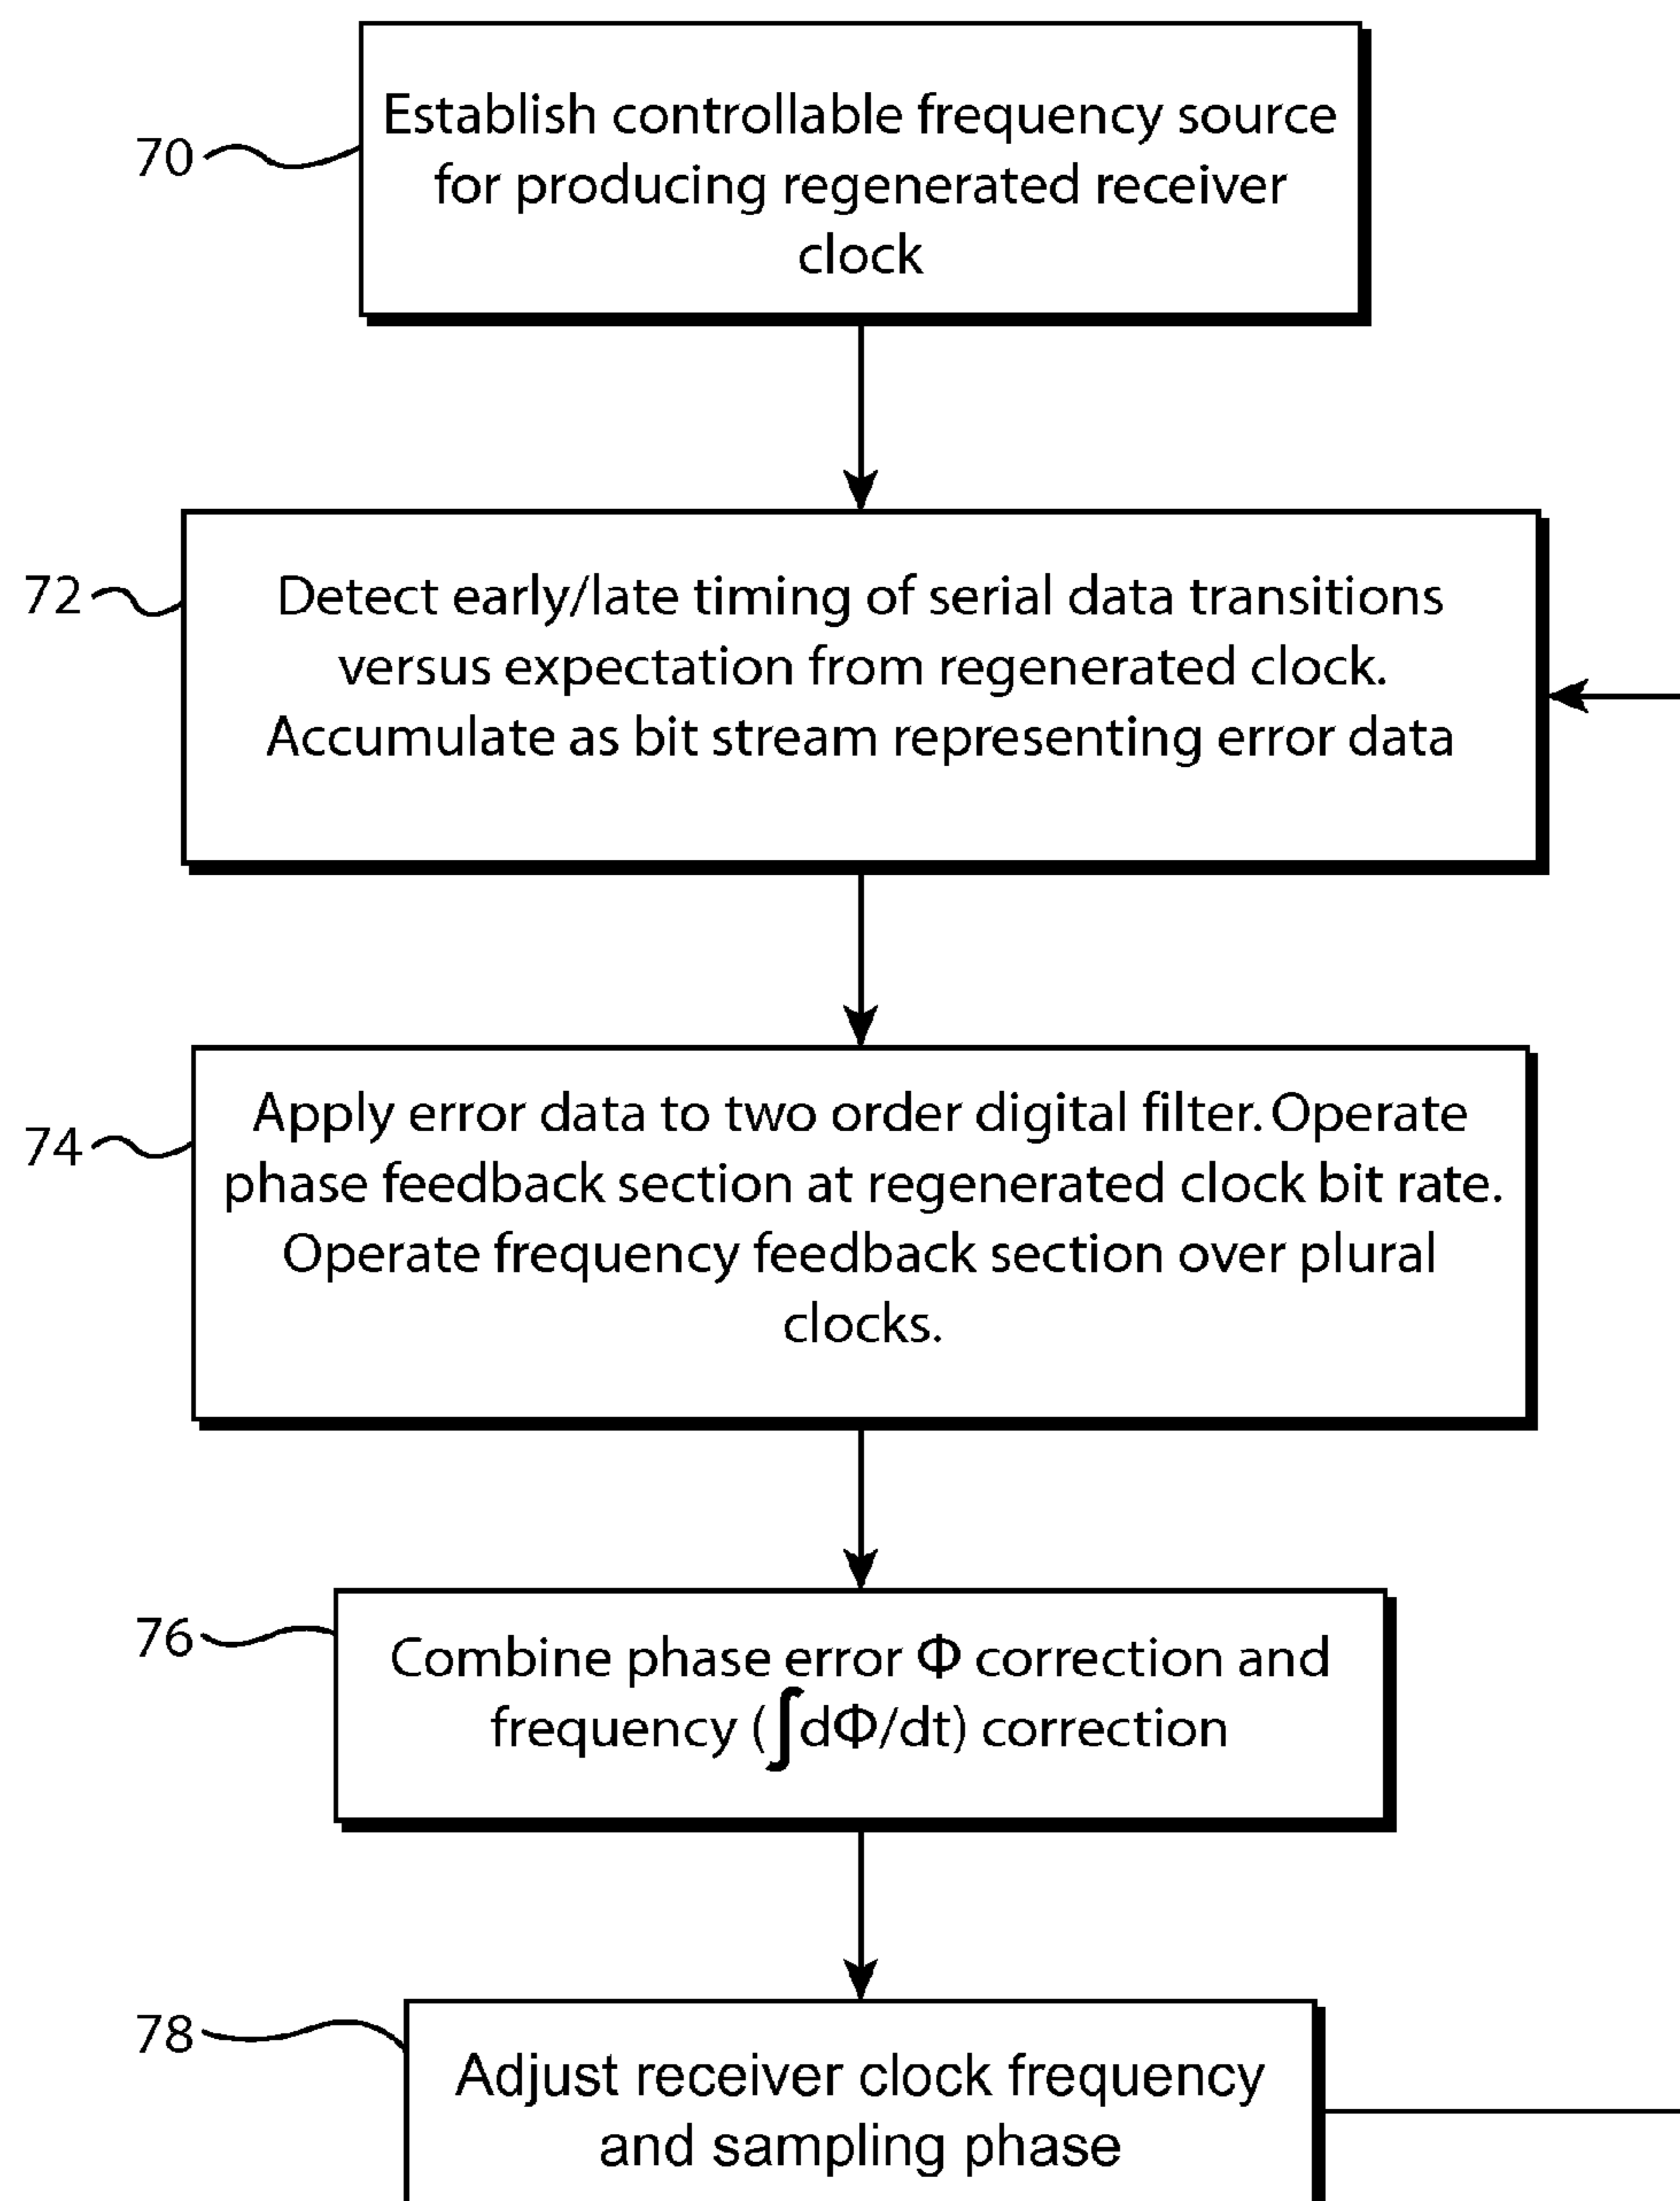 70
Establish controllable frequency source
for producing regenerated receiver
clock
72
Detect early/late timing of serial data transitions
versus expectation from regenerated clock.
Accumulate as bit stream representing error data
74
Apply error data to two order digital filter. Operate
phase feedback section at regenerated clock bit rate.
Operate frequency feedback section over plural
clocks.
76
Combine phase error Φ correction and
frequency (∫dΦ/dt) correction
78
Adjust receiver clock frequency
and sampling phase